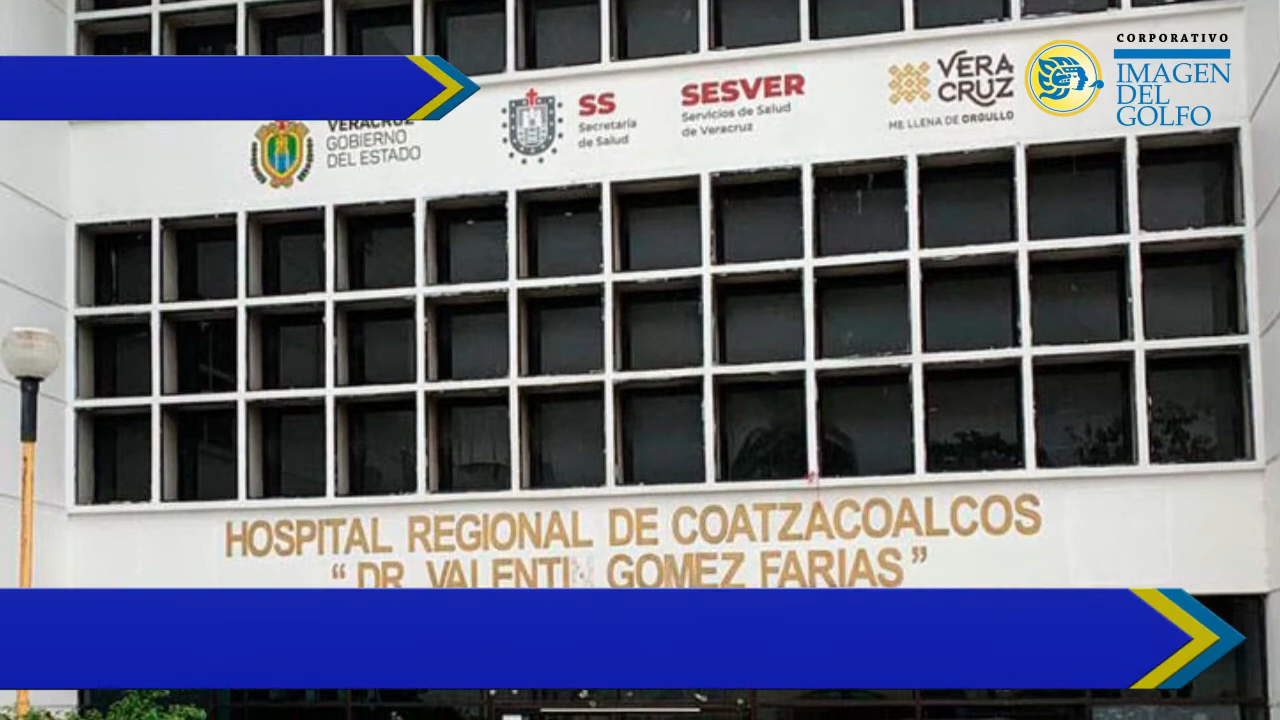 VERACRUZ
GOBIERNO
DEL ESTADO
SS
Secretaría
de Salud
SESVER
Servicios de Salud
de Veracruz
VERA
CRUZ
ME LLENA DE ORGULLO
CORPORATIVO
IMAGEN
DEL
GOLFO
HOSPITAL REGIONAL DE COATZACOALCOS
“ DR. VALENTIN GOMEZ FARIAS ”